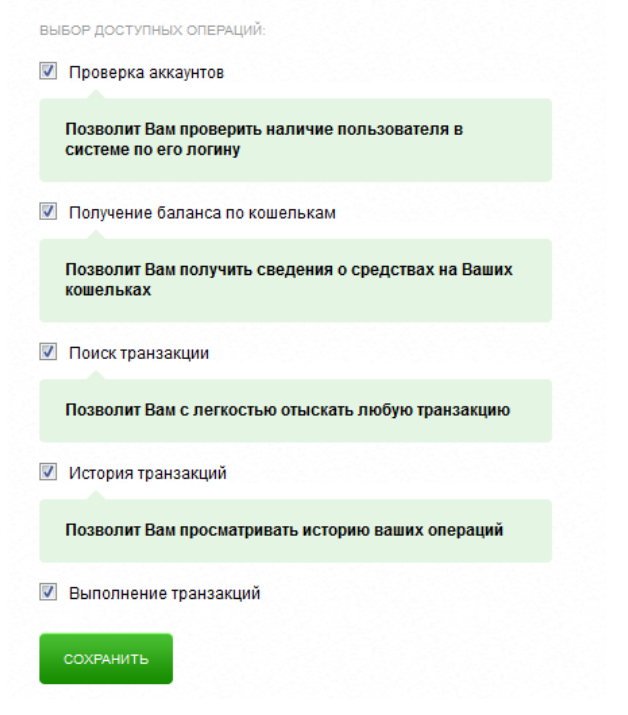 ВЫБОР ДОСТУПНЫХ ОПЕРАЦИЙ:
Проверка аккаунтов
Позволит Вам проверить наличие пользователя в
системе по его логину
Получение баланса по кошелькам
Позволит Вам получить сведения о средствах на Ваших
кошельках
Поиск транзакции
Позволит Вам с легкостью отыскать любую транзакцию
История транзакций
Позволит Вам просматривать историю ваших операций
Выполнение транзакций
СОХРАНИТЬ